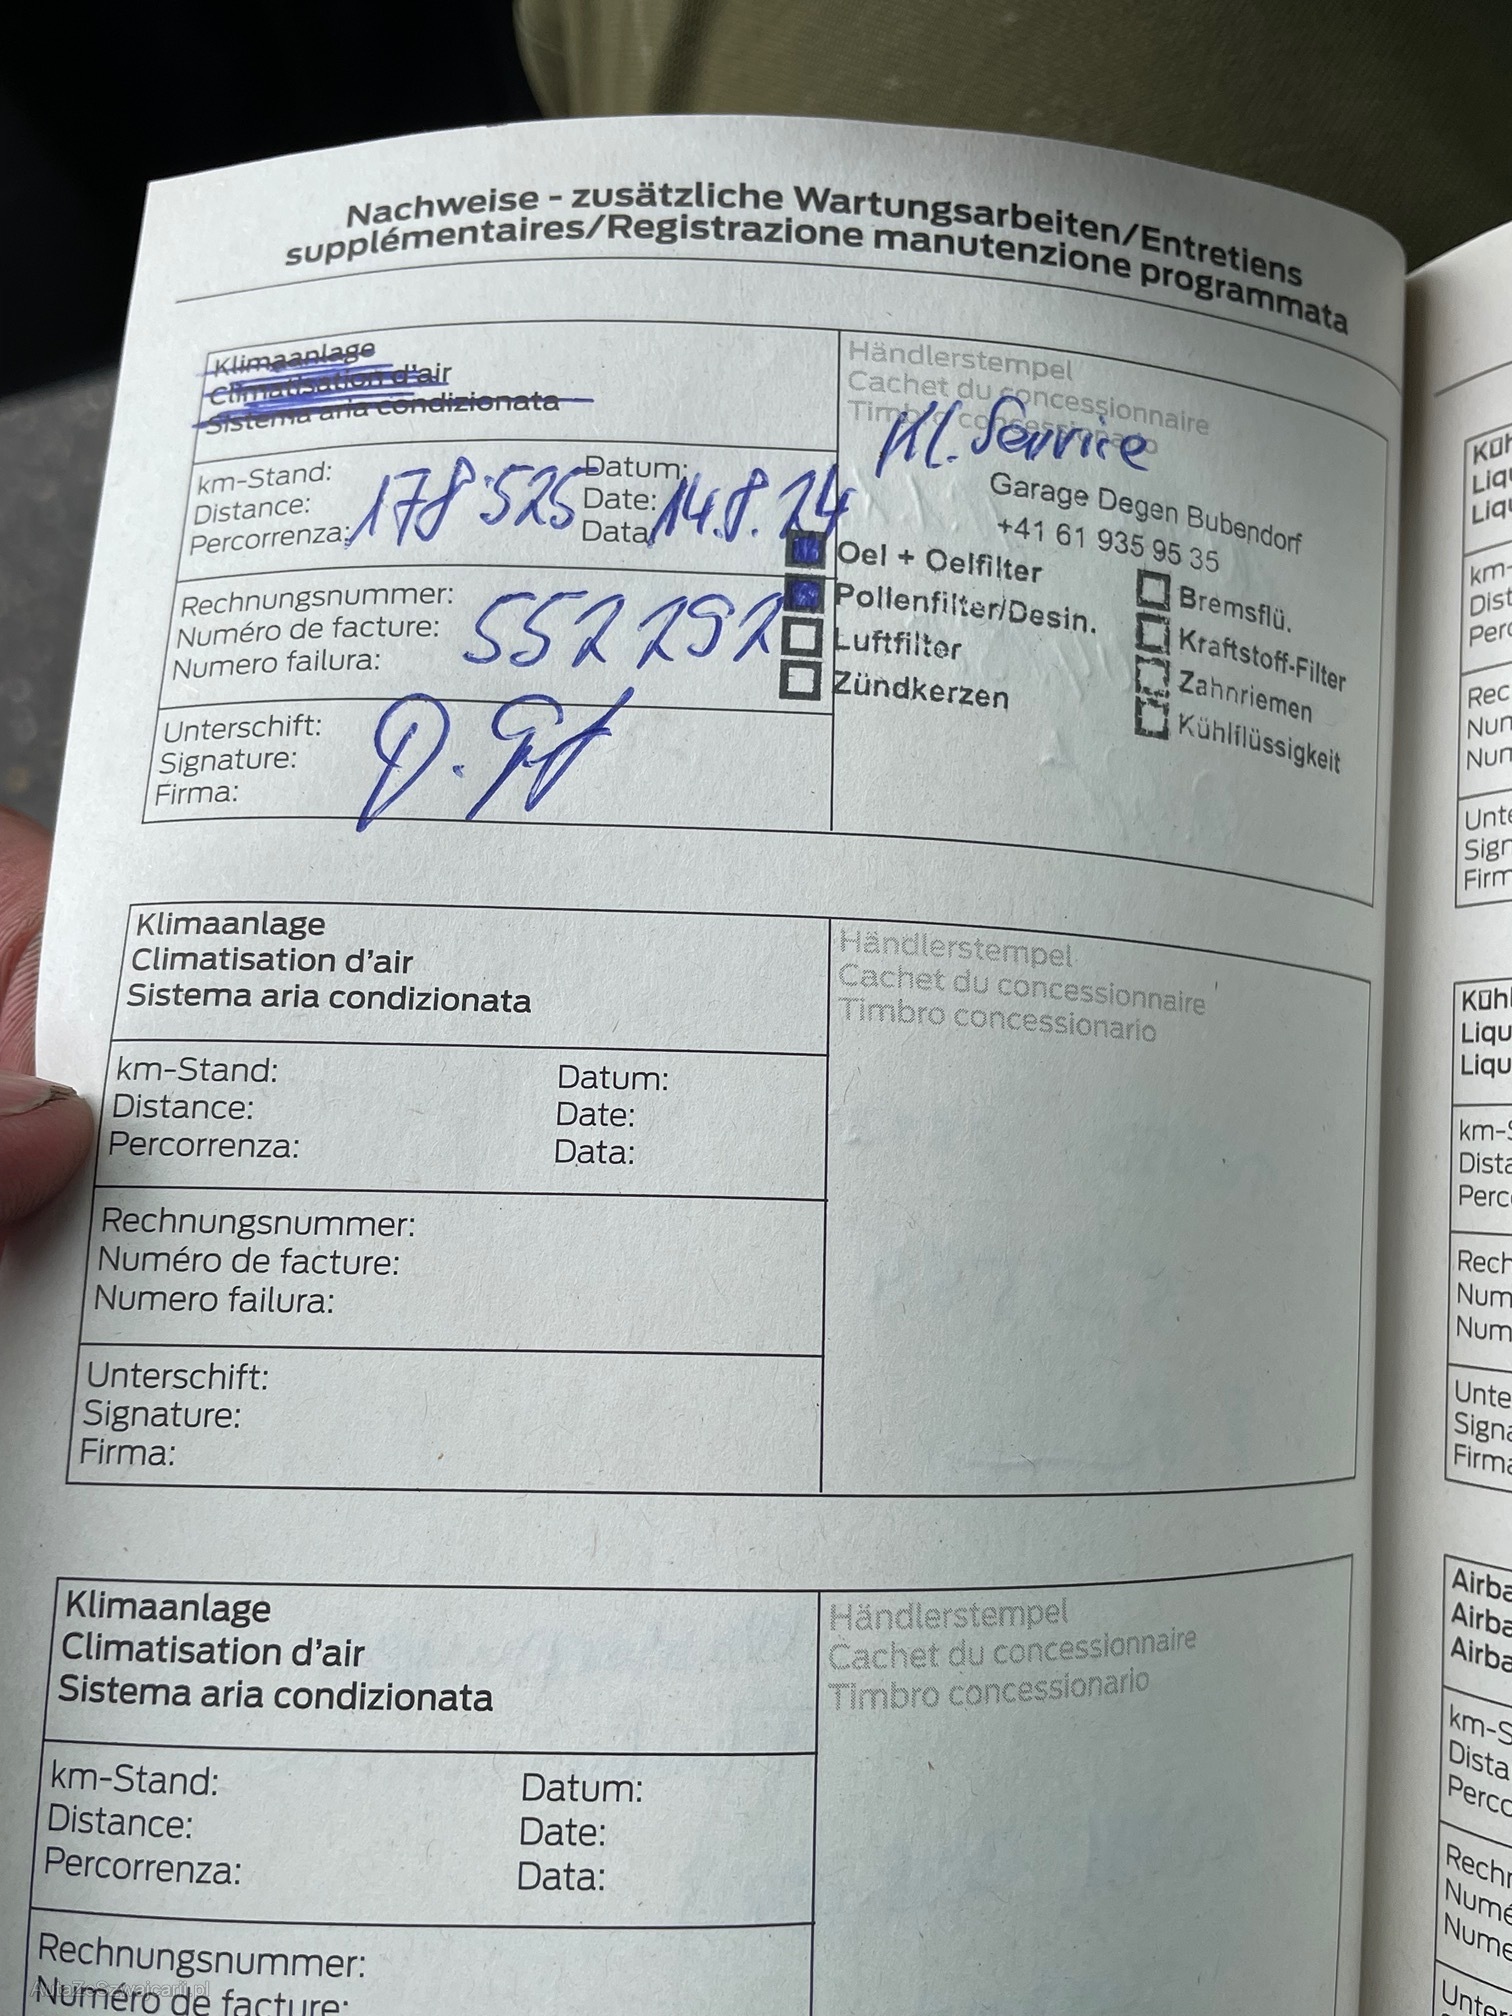 Nachweise - zusätzliche Wartungsarbeiten/Entretiens
supplémentaires/Registrazione manutenzione programmata
Klimaanlage
Climatisation d'air
Sistema aria condizionata
Händlerstempel
Cachet du concessionnaire
Timbro concessionario
Kl. Service
km-Stand:
Distance:
Percorrenza:
178'525
Datum:
Date:
Data:
14.8.24
Garage Degen Bubendorf
+41 61 935 95 35
Oel + Oelfilter
Pollenfilter/Desin.
Luftfilter
Zündkerzen
Bremsflü.
Kraftstoff-Filter
Zahnriemen
Kühlflüssigkeit
Rechnungsnummer:
Numéro de facture:
Numero failura:
552292
Unterschift:
Signature:
Firma:
Klimaanlage
Climatisation d'air
Sistema aria condizionata
Händlerstempel
Cachet du concessionnaire
Timbro concessionario
km-Stand:
Distance:
Percorrenza:
Datum:
Date:
Data:
Rechnungsnummer:
Numéro de facture:
Numero failura:
Unterschift:
Signature:
Firma:
Klimaanlage
Climatisation d'air
Sistema aria condizionata
Händlerstempel
Cachet du concessionnaire
Timbro concessionario
km-Stand:
Distance:
Percorrenza:
Datum:
Date:
Data:
Rechnungsnummer:
Numéro de facture:
AutaZeSzwajcarii.pl